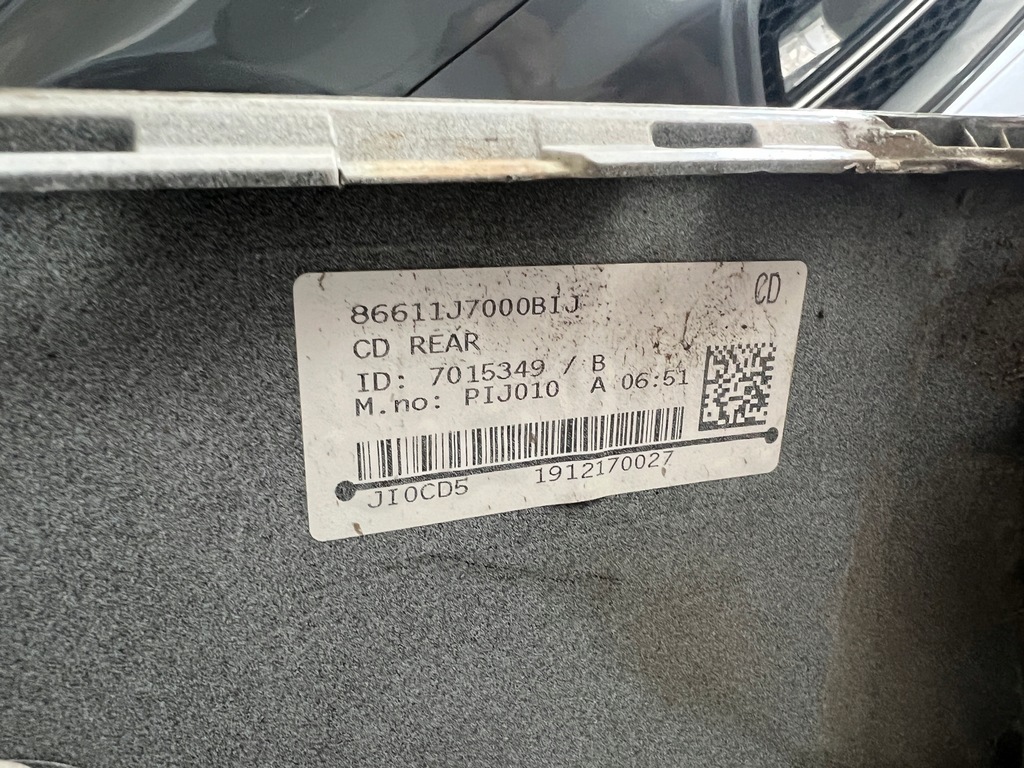 86611J7000BIJ
CD
CD REAR
ID: 7015349 / B
M.no: PIJ010 A 06:51
JI0CD5 1912170027